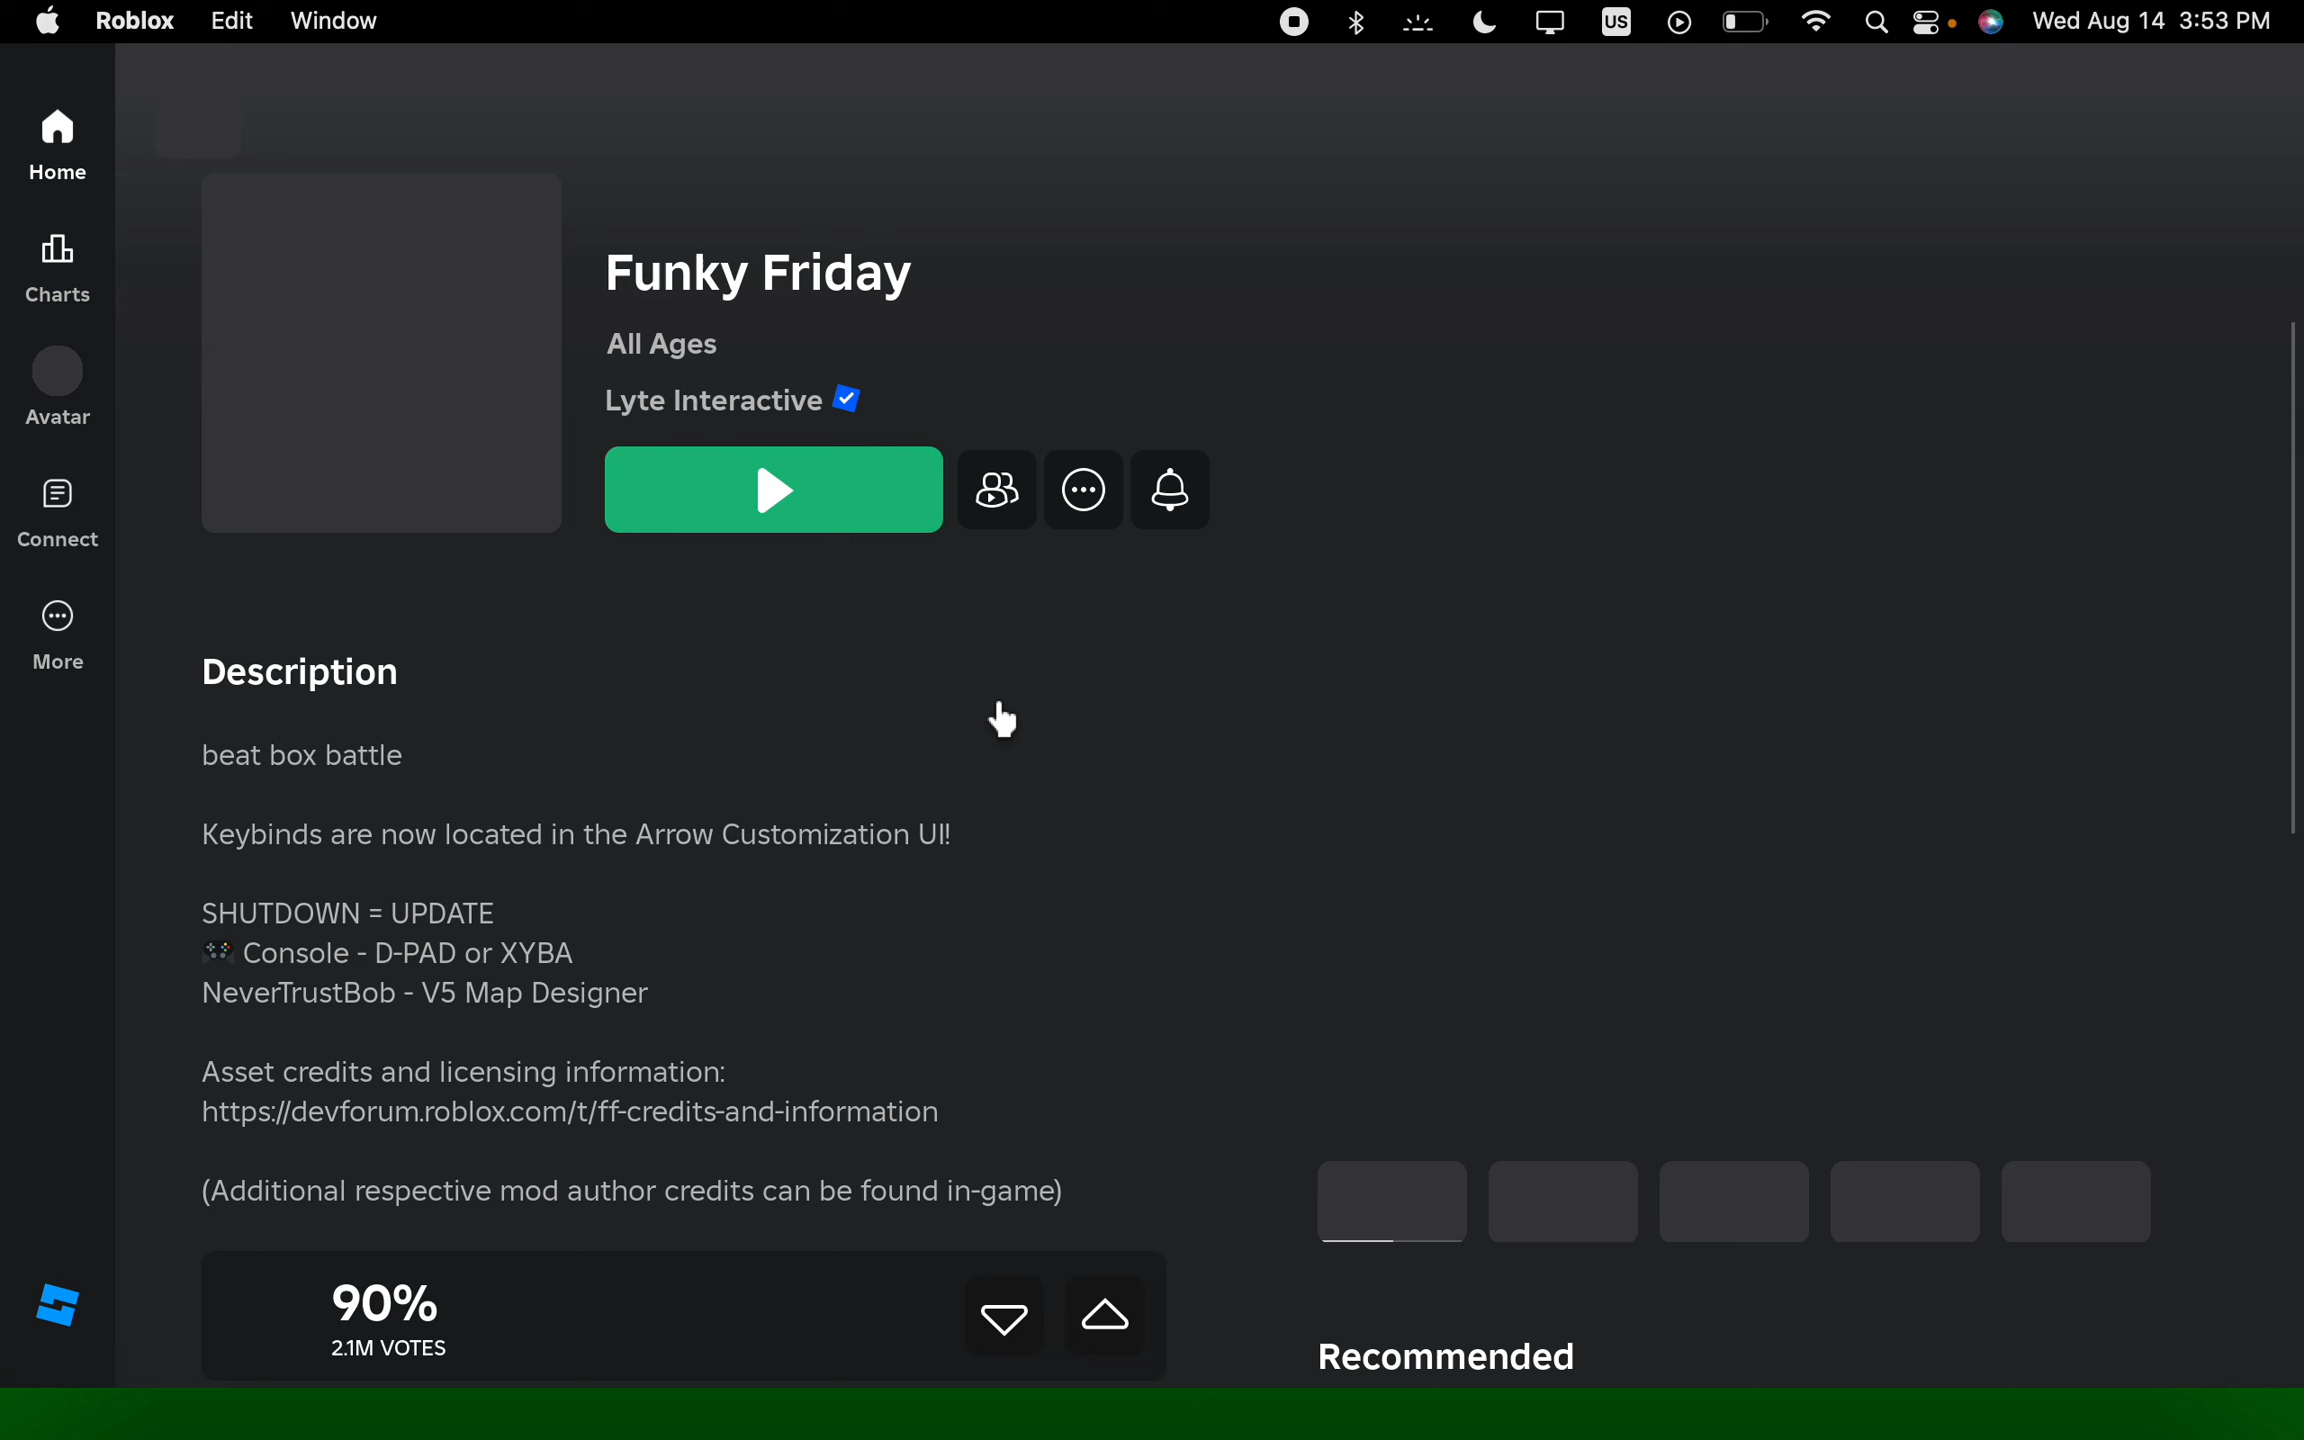 Roblox Edit Window US Wed Aug 14 3:53 PM
Home
Charts
Avatar
Connect
More
Funky Friday
All Ages
Lyte Interactive
Description
beat box battle
Keybinds are now located in the Arrow Customization UI!
SHUTDOWN = UPDATE
🎮 Console - D-PAD or XYBA
NeverTrustBob - V5 Map Designer
Asset credits and licensing information:
https://devforum.roblox.com/t/ff-credits-and-information
(Additional respective mod author credits can be found in-game)
90%
2.1M VOTES
Recommended